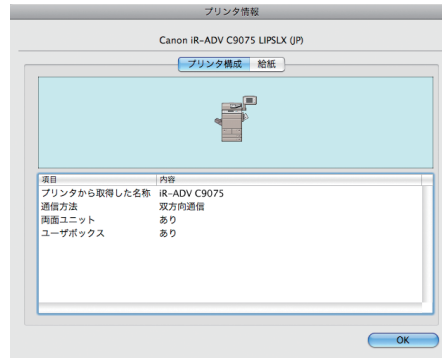 プリンタ情報
Canon iR-ADV C9075 LIPSLX (JP)
プリンタ構成 給紙
項目 内容
プリンタから取得した名称 iR-ADV C9075
通信方法 双方向通信
両面ユニット あり
ユーザボックス あり
OK